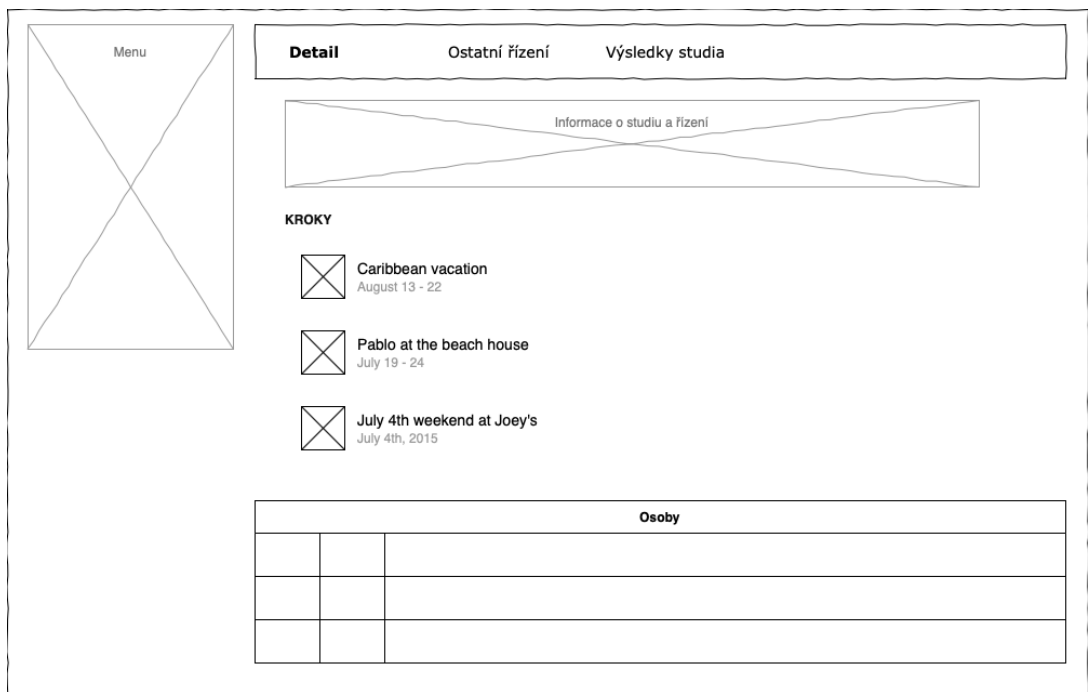 Menu
Detail Ostatní řízení Výsledky studia
Informace o studiu a řízení
KROKY
Caribbean vacation
August 13 - 22
Pablo at the beach house
July 19 - 24
July 4th weekend at Joey's
July 4th, 2015
Osoby